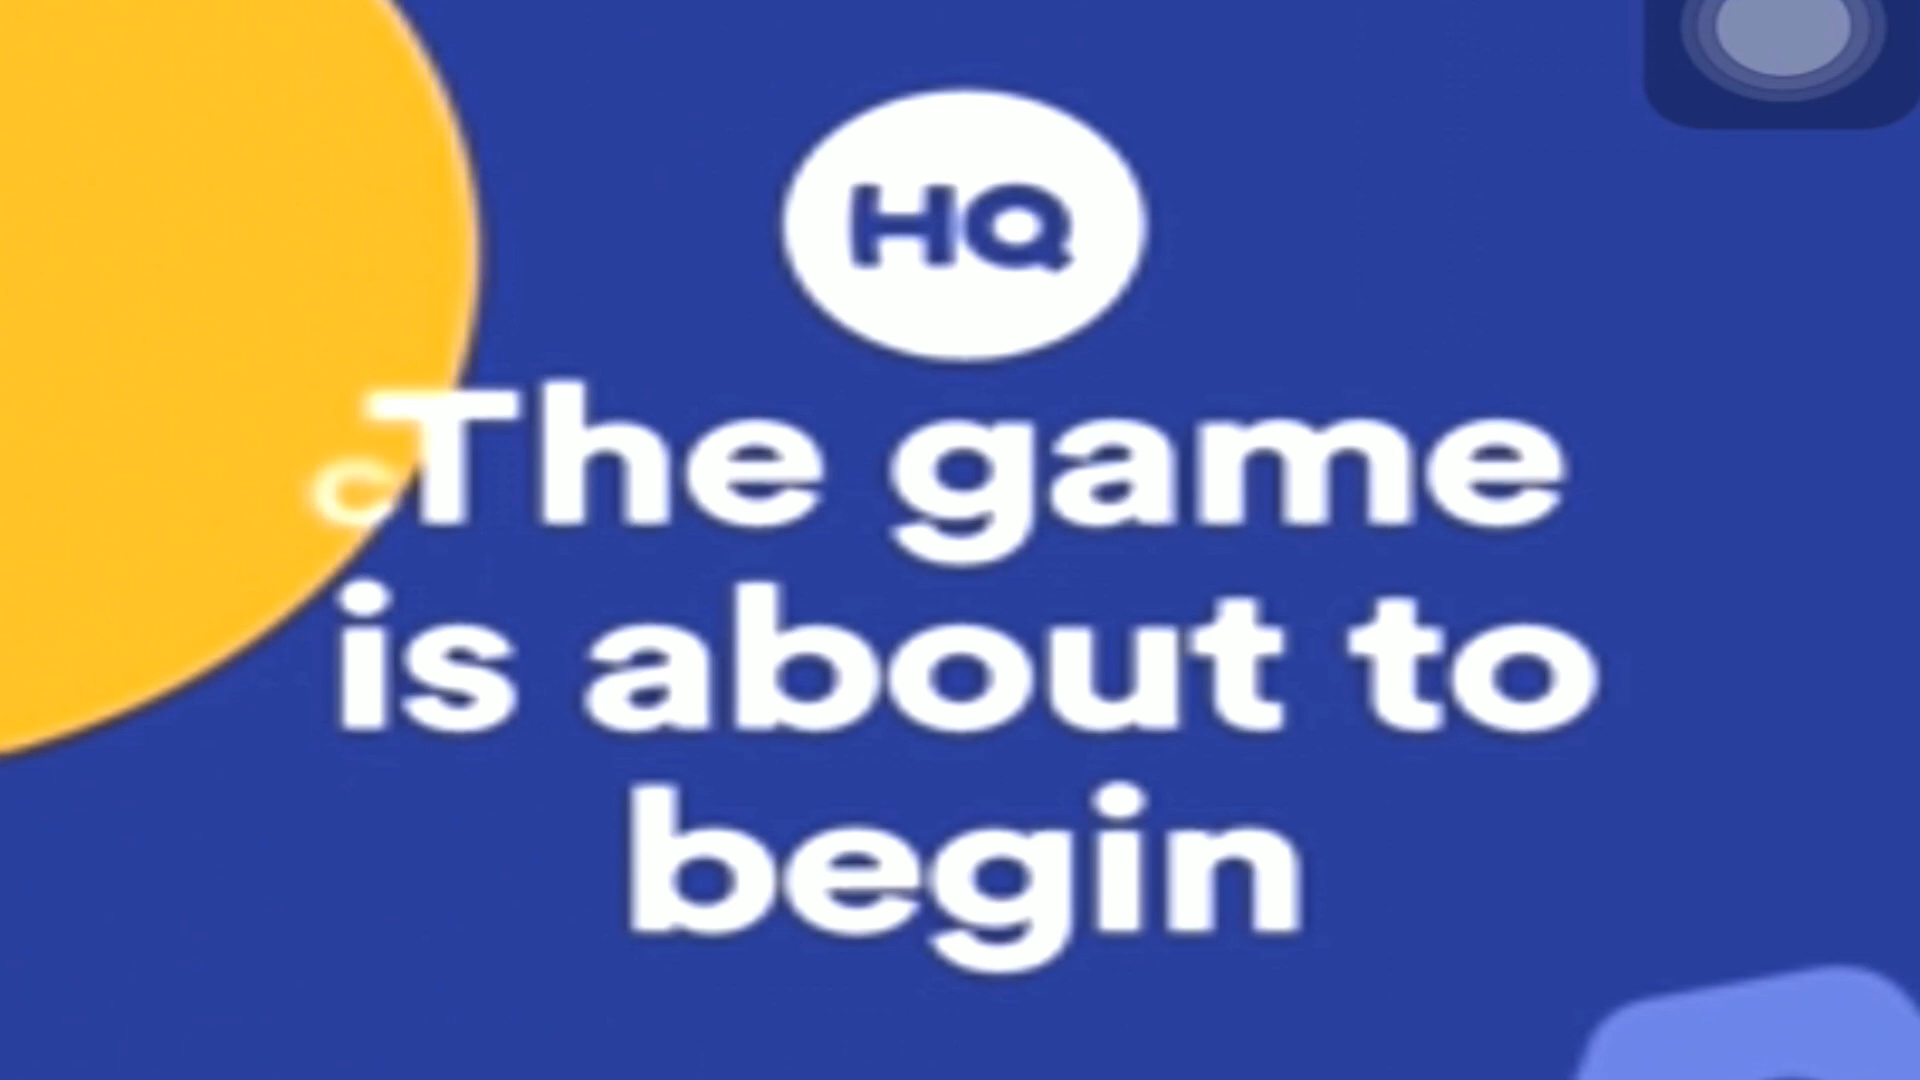 HQ
The game
is about to
begin